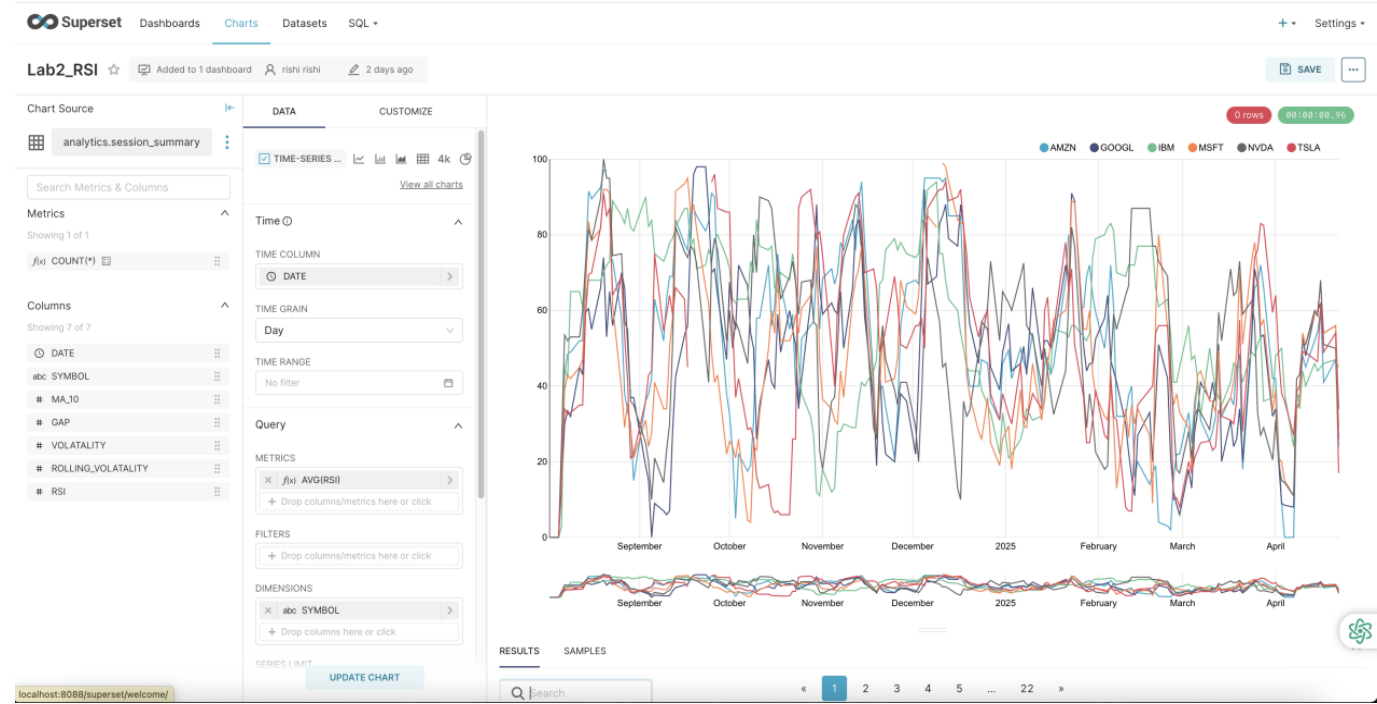 Superset Dashboards Charts Datasets SQL Settings
Lab2_RSI Added to 1 dashboard rishi rishi 2 days ago SAVE ...
Chart Source
analytics.session_summary
Search Metrics & Columns
Metrics
Showing 1 of 1
f(x) COUNT(*)
Columns
Showing 7 of 7
DATE
abc SYMBOL
# MA_10
# GAP
# VOLATALITY
# ROLLING_VOLATALITY
# RSI
DATA CUSTOMIZE
TIME-SERIES ... 4k
View all charts
Time
TIME COLUMN
DATE
TIME GRAIN
Day
TIME RANGE
No filter
Query
METRICS
f(x) AVG(RSI)
+ Drop columns/metrics here or click
FILTERS
+ Drop columns/metrics here or click
DIMENSIONS
abc SYMBOL
+ Drop columns here or click
SERIES LIMIT
UPDATE CHART
0 rows 00:00:00.96
AMZN GOOGL IBM MSFT NVDA TSLA
100
80
60
40
20
0
September October November December 2025 February March April
September October November December 2025 February March April
RESULTS SAMPLES
Search
« 1 2 3 4 5 ... 22 »
localhost:8088/superset/welcome/